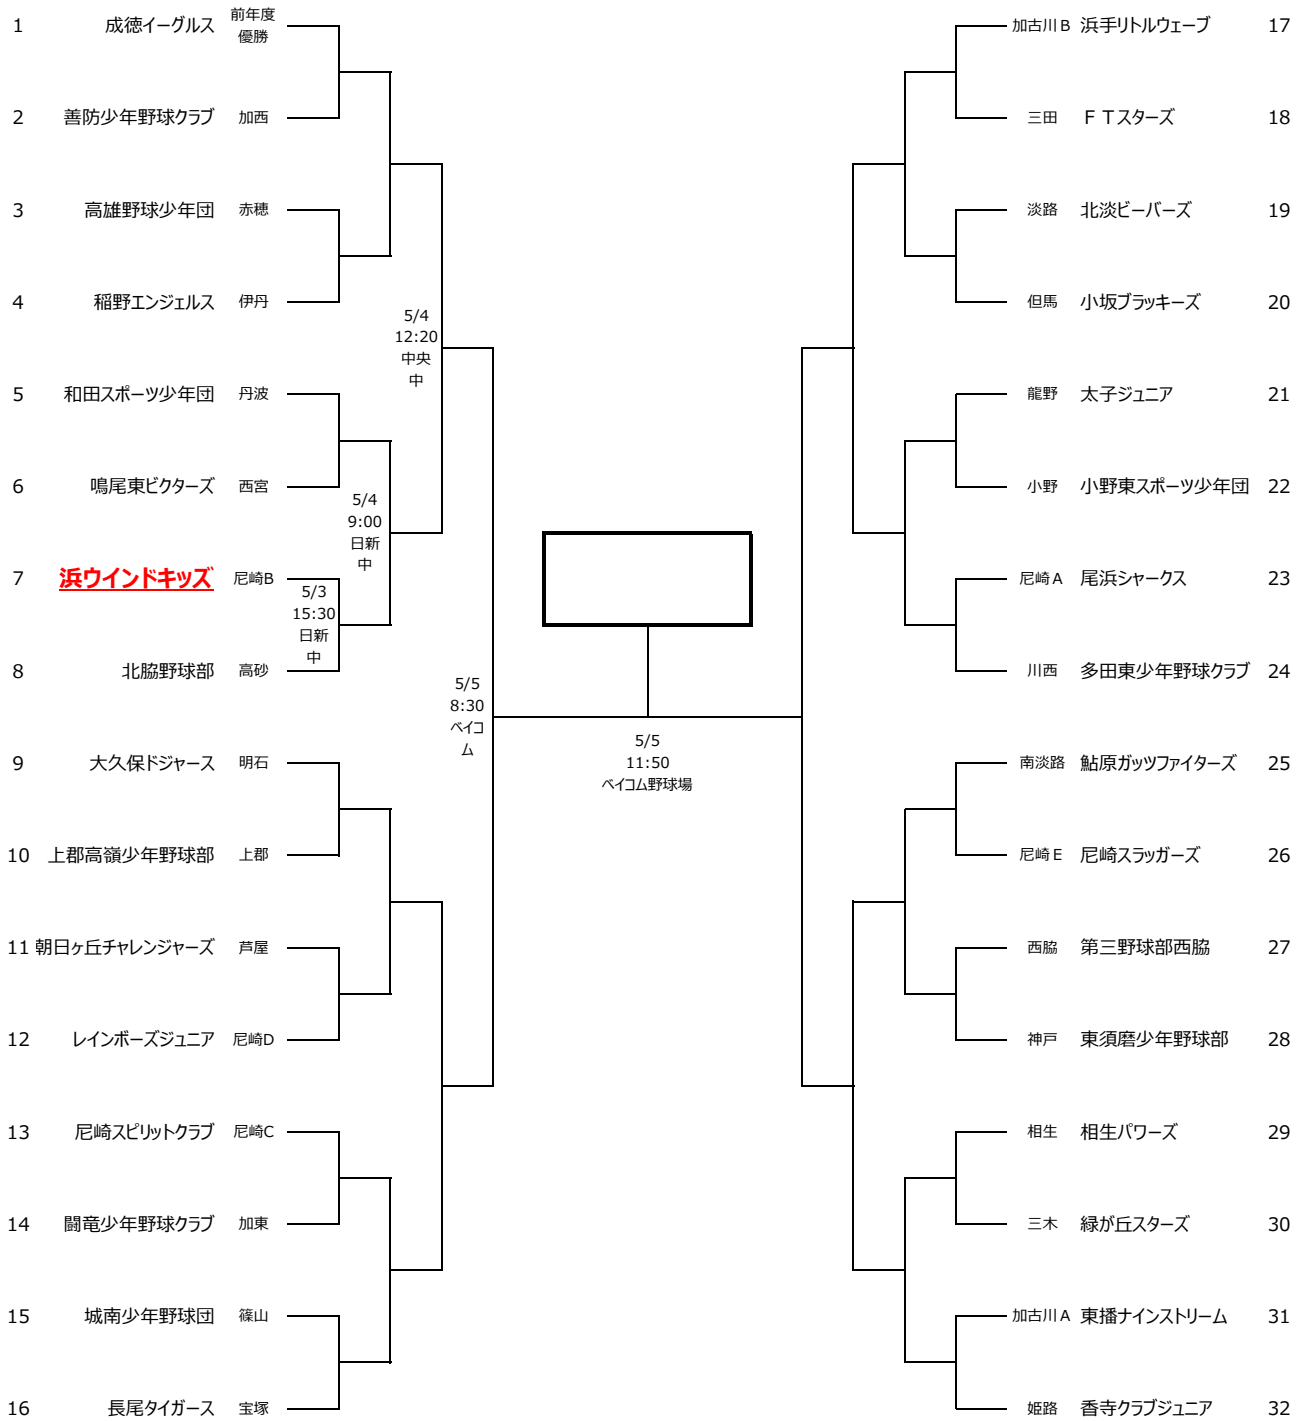 1 成徳イーグルス 前年度
優勝
2 善防少年野球クラブ 加西
3 高雄野球少年団 赤穂
4 稲野エンジェルス 伊丹
5/4
12:20
中央
中
5 和田スポーツ少年団 丹波
6 鳴尾東ビクターズ 西宮
5/4
9:00
日新
中
7 浜ウインドキッズ 尼崎B
5/3
15:30
日新
中
8 北脇野球部 高砂
5/5
8:30
ベイコ
ム
9 大久保ドジャース 明石
10 上郡高嶺少年野球部 上郡
11 朝日ヶ丘チャレンジャーズ 芦屋
12 レインボーズジュニア 尼崎D
13 尼崎スピリットクラブ 尼崎C
14 闘竜少年野球クラブ 加東
15 城南少年野球団 篠山
16 長尾タイガース 宝塚
5/5
11:50
ベイコム野球場
加古川B 浜手リトルウェーブ 17
三田 FTスターズ 18
淡路 北淡ビーバーズ 19
但馬 小坂ブラッキーズ 20
龍野 太子ジュニア 21
小野 小野東スポーツ少年団 22
尼崎A 尾浜シャークス 23
川西 多田東少年野球クラブ 24
南淡路 鮎原ガッツファイターズ 25
尼崎E 尼崎スラッガーズ 26
西脇 第三野球部西脇 27
神戸 東須磨少年野球部 28
相生 相生パワーズ 29
三木 緑が丘スターズ 30
加古川A 東播ナインストリーム 31
姫路 香寺クラブジュニア 32